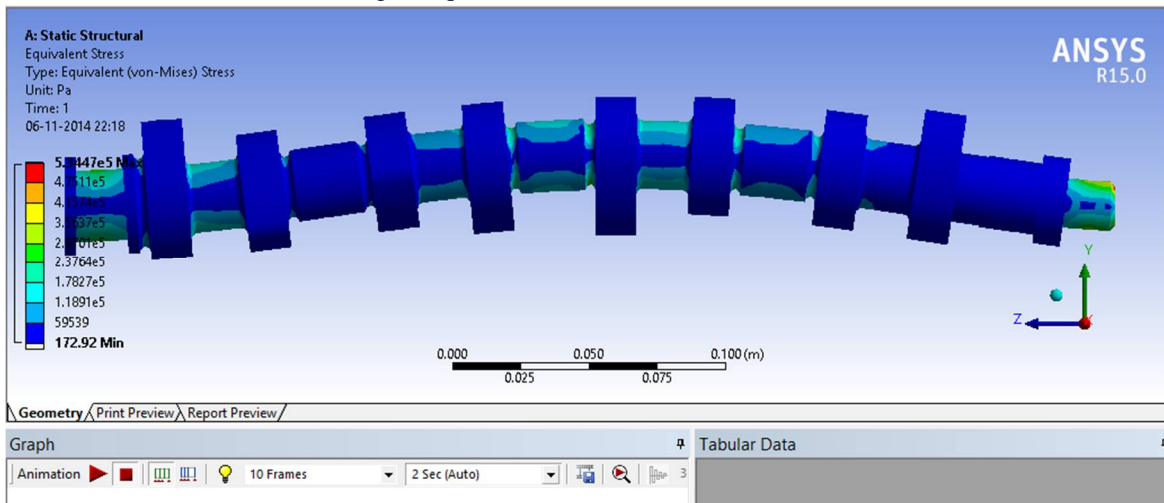 A: Static Structural
Equivalent Stress
Type: Equivalent (von-Mises) Stress
Unit: Pa
Time: 1
06-11-2014 22:18
ANSYS
R15.0
2.3764e5
1.7827e5
1.1891e5
59539
172.92 Min
Y
Z
0.000
0.050
0.100 (m)
0.025
0.075
Geometry
Print Preview
Report Preview
Graph
Tabular Data
Animation
10 Frames
2 Sec (Auto)
3